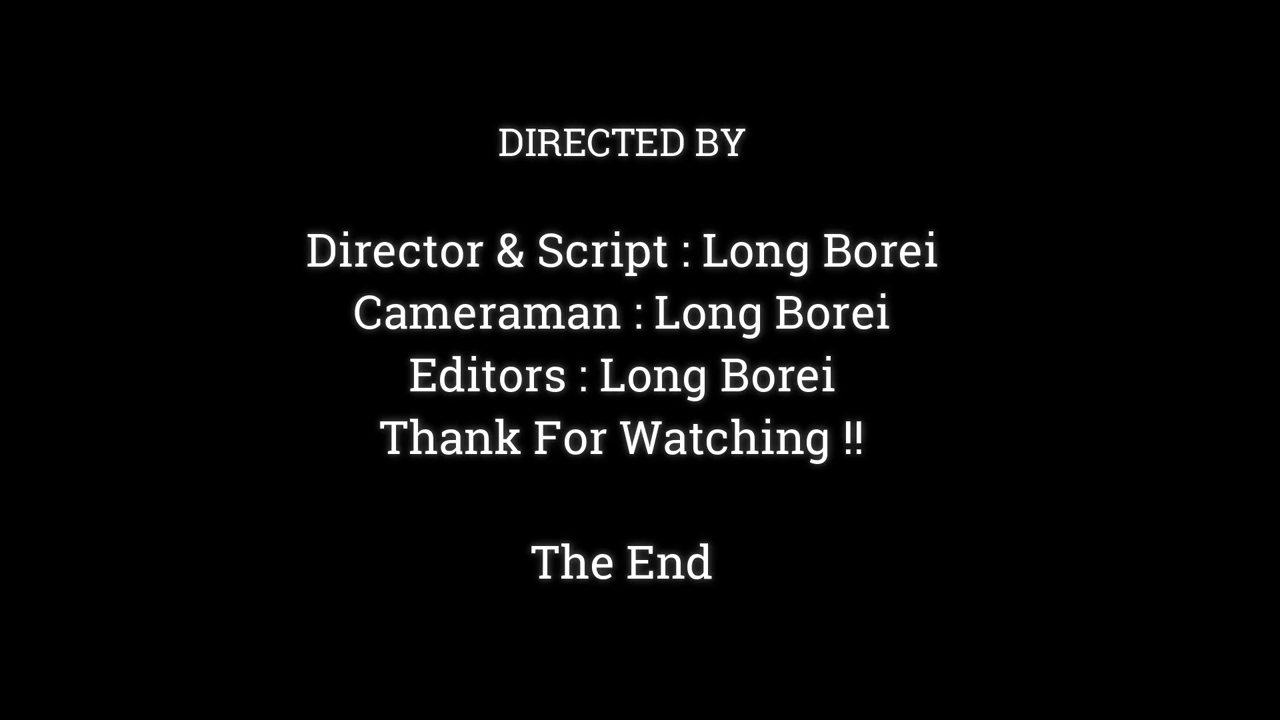 DIRECTED BY
Director & Script : Long Borei
Cameraman : Long Borei
Editors : Long Borei
Thank For Watching !!
The End